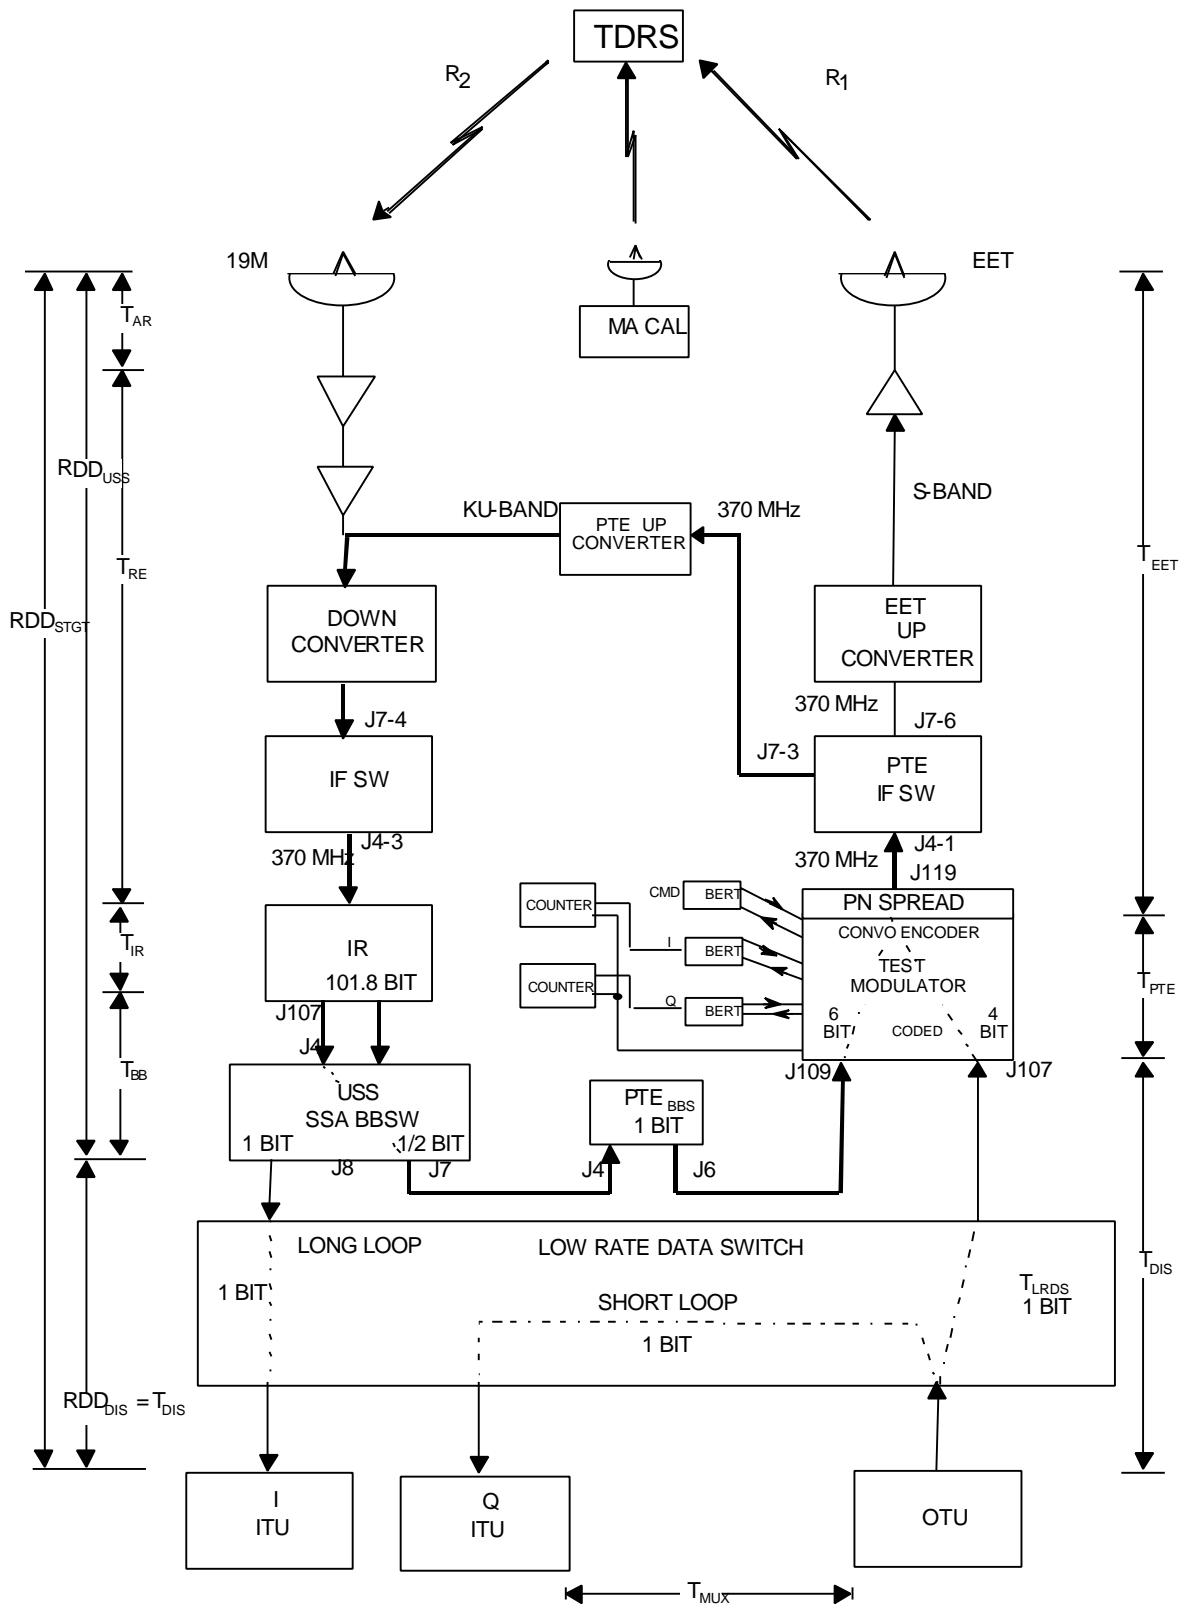 TDRS
R2
R1
19M
EET
MA CAL
TAR
RDDUSS
S-BAND
KU-BAND
PTE UP
CONVERTER
370 MHz
TRE
TEET
RDDSTGT
DOWN
CONVERTER
EET
UP
CONVERTER
370 MHz
J7-4
J7-6
J7-3
IF SW
PTE
IF SW
J4-3
370 MHz
J4-1
370 MHz
J119
COUNTER
CMD
BERT
PN SPREAD
CONVO ENCODER
TIR
IR
101.8 BIT
I
BERT
TEST
MODULATOR
TPTE
COUNTER
Q
BERT
6
BIT
CODED
4
BIT
J107
J4
J109
J107
TBB
USS
SSA BBSW
1 BIT
1/2 BIT
J8
J7
PTE BBS
1 BIT
J4
J6
LONG LOOP
LOW RATE DATA SWITCH
TDIS
1 BIT
SHORT LOOP
1 BIT
TLRDS
1 BIT
RDDDIS = TDIS
I
ITU
Q
ITU
OTU
TMUX